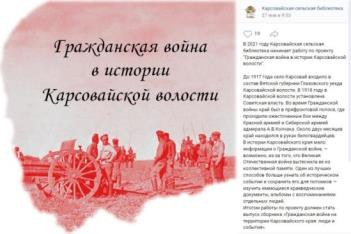 Гражданская война
в истории
Карсовайской волости
Карсовайская сельская библиотека
27 янв в 9:03
В 2021 году Карсовайская сельская
библиотека начинает работу по проекту
"Гражданская война в истории Карсовайской
волости".
До 1917 года село Карсовай входило в
состав Вятской губернии Глазовского уезда
Карсовайской волости. В 1918 году в
Карсовайской волости установлена
Советская власть. Во время Гражданской
войны край был в прифронтовой полосе, где
проходили ожесточенные бои между
Красной армией и Сибирской армией
адмирала А.В Колчака. Около двух месяцев
край находился в руках белогвардейцев.
В истории Карсовайского края мало
информации о Гражданской войне, –
возможно, из-за того, что Великая
Отечественная война вытеснила ее из
коллективной памяти. Один из лучших
способов больше узнать об историческом
событии и сохранить его для потомков –
изучить имеющиеся краеведческие
документы, альбомы с воспоминаниями
отдельных людей.
Итогом работы по проекту должен стать
выпуск сборника «Гражданская война на
территории Карсовайского края: люди и
события».